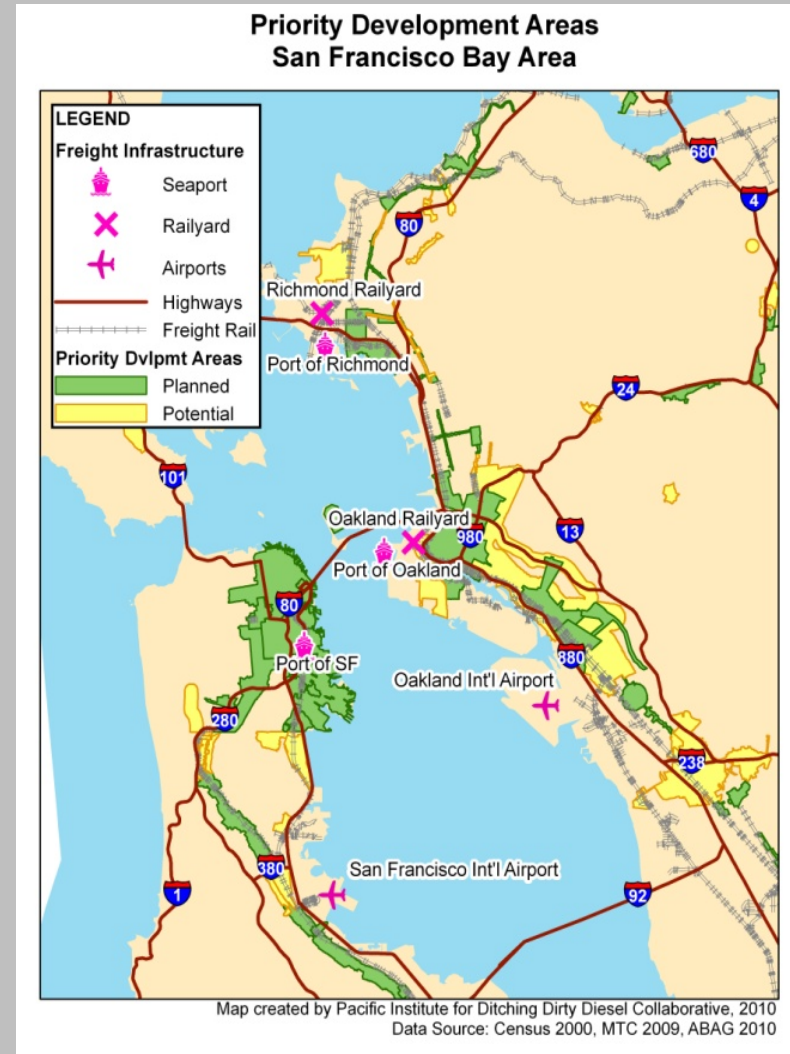 Priority Development Areas
San Francisco Bay Area
LEGEND
Freight Infrastructure
Seaport
Railyard
Airports
Highways
Freight Rail
Priority Dvlpmt Areas
Planned
Potential
680
4
80
Richmond Railyard
Port of Richmond
24
101
Oakland Railyard
980
13
Port of Oakland
80
Port of SF
880
Oakland Int'l Airport
280
238
380
San Francisco Int'l Airport
1
92
Map created by Pacific Institute for Ditching Dirty Diesel Collaborative, 2010
Data Source: Census 2000, MTC 2009, ABAG 2010